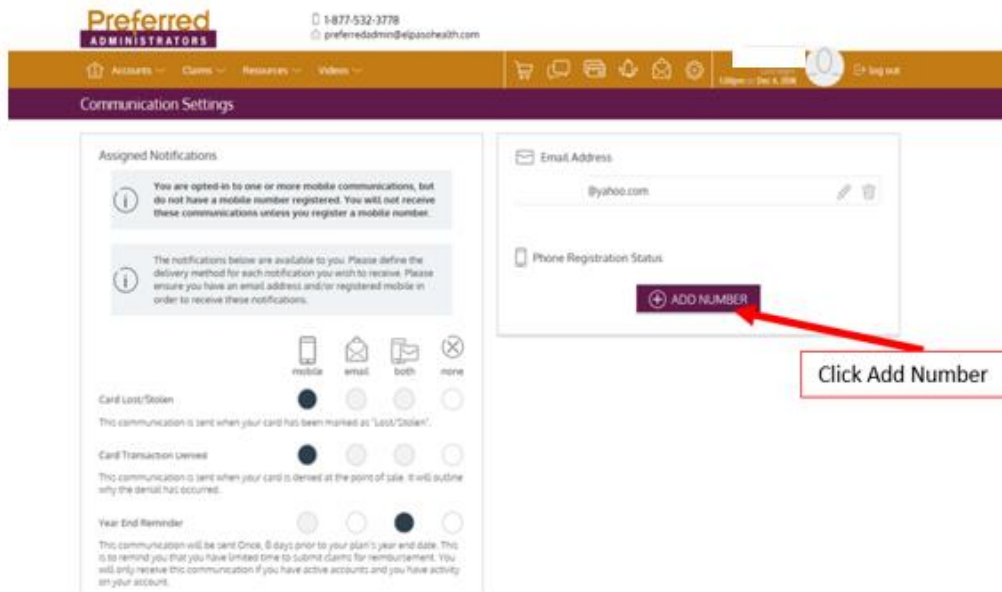 Preferred
ADMINISTRATORS
1-877-532-3778
preferredadmin@elpasohealth.com
Accounts Claims Resources Videos
1:20pm on Dec 6, 2018
log out
Communication Settings
Assigned Notifications
You are opted-in to one or more mobile communications, but
do not have a mobile number registered. You will not receive
these communications unless you register a mobile number.
The notifications below are available to you. Please define the
delivery method for each notification you wish to receive. Please
ensure you have an email address and/or registered mobile in
order to receive these notifications.
mobile email both none
Card Lost/Stolen
This communication is sent when your card has been marked as "Lost/Stolen".
Card Transaction Denied
This communication is sent when your card is denied at the point of sale. It will outline
why the denial has occurred.
Year End Reminder
This communication will be sent Once, 8 days prior to your plan's year end date. This
is to remind you that you have limited time to submit claims for reimbursement. You
will only receive this communication if you have active accounts and you have activity
on your account.
Email Address
@yahoo.com
Phone Registration Status
ADD NUMBER
Click Add Number